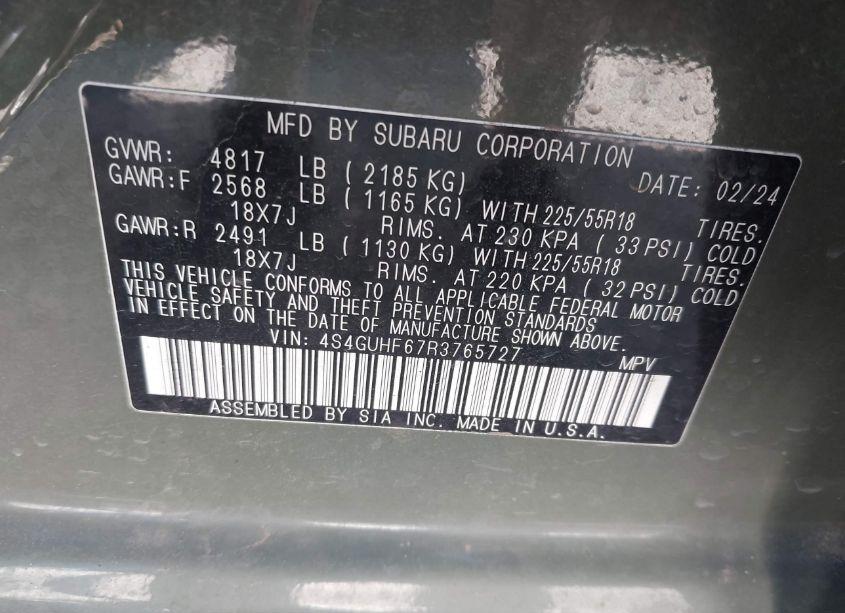 MFD BY SUBARU CORPORATION
GVWR: 4817 LB ( 2185 KG) DATE: 02/24
GAWR:F 2568 LB ( 1165 KG) WITH 225/55R18 TIRES.
18X7J RIMS. AT 230 KPA ( 33 PSI) COLD
GAWR:R 2491 LB ( 1130 KG) WITH 225/55R18 TIRES.
18X7J RIMS. AT 220 KPA ( 32 PSI) COLD
THIS VEHICLE CONFORMS TO ALL APPLICABLE FEDERAL MOTOR
VEHICLE SAFETY AND THEFT PREVENTION STANDARDS
IN EFFECT ON THE DATE OF MANUFACTURE SHOWN ABOVE.
VIN: 4S4GUHF67R3765727 MPV
ASSEMBLED BY SIA INC. MADE IN U.S.A.